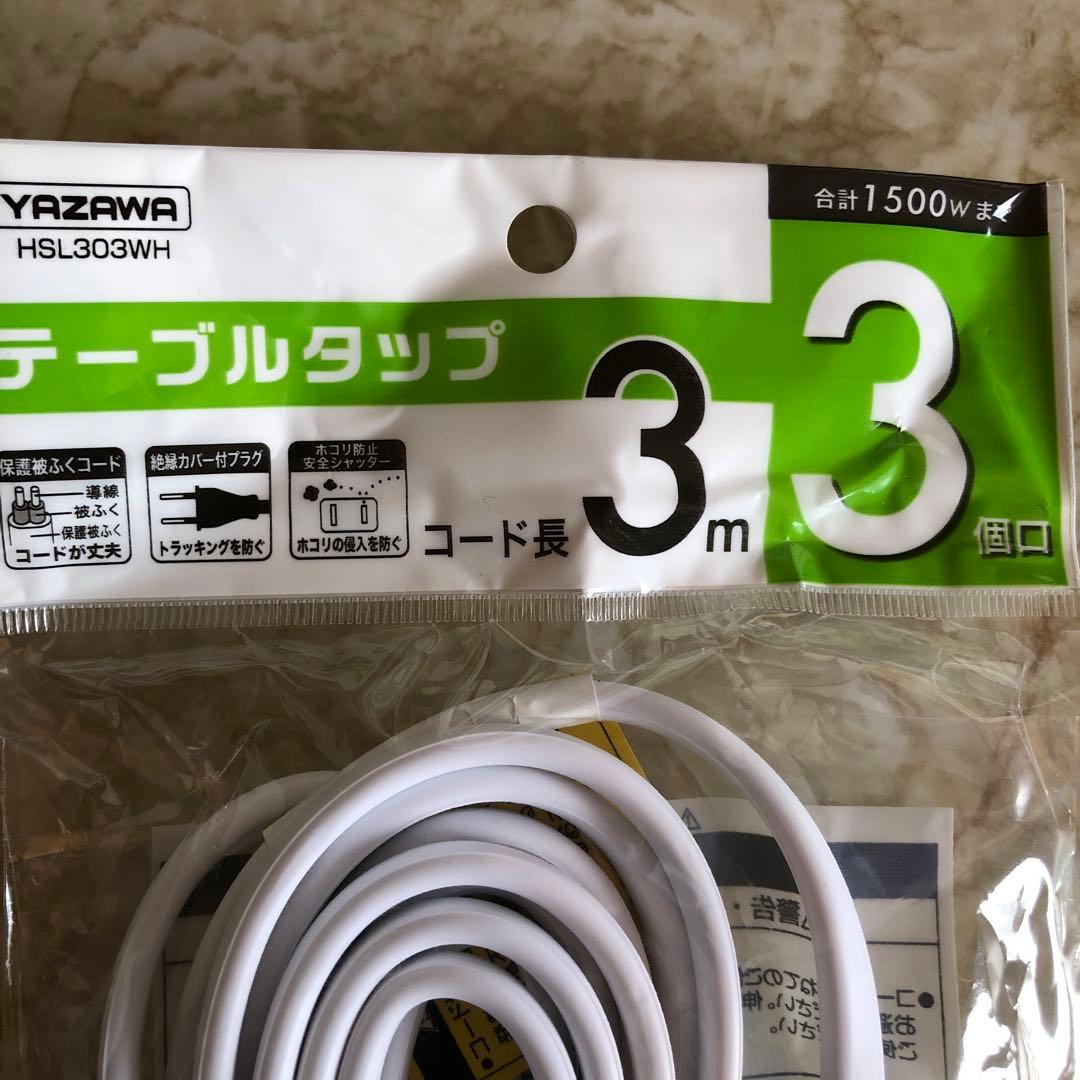 YAZAWA
HSL303WH
合計1500Wまで
テーブルタップ
保護被ふくコード
導線
被ふく
保護被ふく
コードが丈夫
絶縁カバー付プラグ
トラッキングを防ぐ
ホコリ防止
安全シャッター
ホコリの侵入を防ぐ
コード長3m
3個口
警告